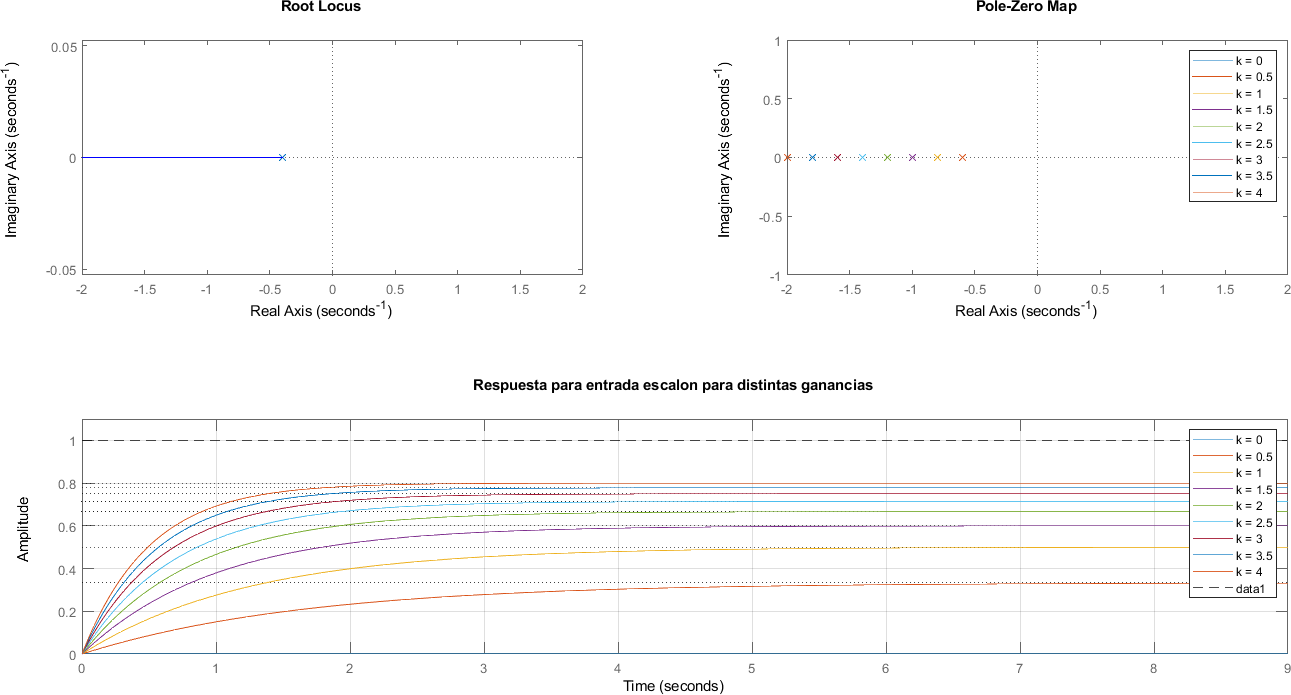 Root Locus
0.05
0
-0.05
-2 -1.5 -1 -0.5 0 0.5 1 1.5 2
Real Axis (seconds-1)
Imaginary Axis (seconds-1)
Pole-Zero Map
1
0.5
0
-0.5
-1
-2 -1.5 -1 -0.5 0 0.5 1 1.5 2
Real Axis (seconds-1)
Imaginary Axis (seconds-1)
k = 0
k = 0.5
k = 1
k = 1.5
k = 2
k = 2.5
k = 3
k = 3.5
k = 4
Respuesta para entrada escalon para distintas ganancias
1
0.8
0.6
0.4
0.2
0
0 1 2 3 4 5 6 7 8 9
Time (seconds)
Amplitude
k = 0
k = 0.5
k = 1
k = 1.5
k = 2
k = 2.5
k = 3
k = 3.5
k = 4
data1